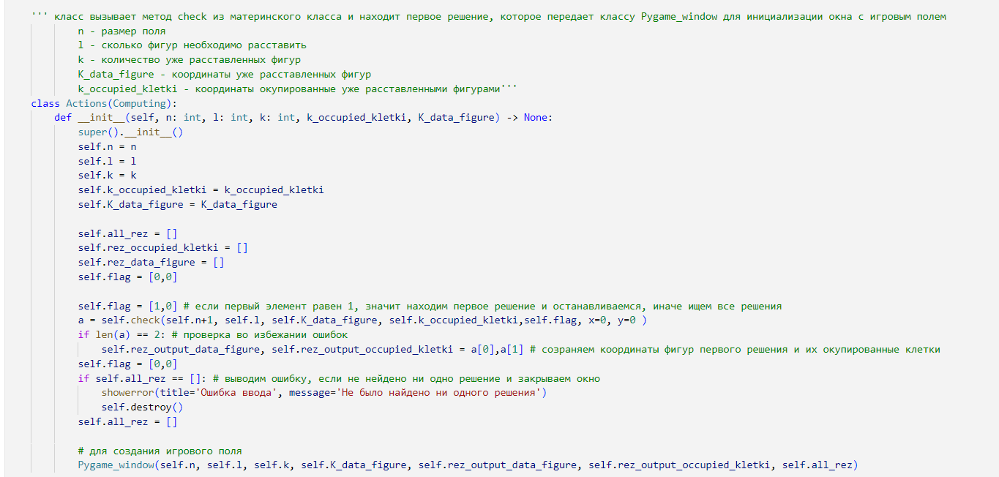 ''' класс вызывает метод check из материнского класса и находит первое решение, которое передает классу Pygame_window для инициализации окна с игровым полем
n - размер поля
l - сколько фигур необходимо расставить
k - количество уже расставленных фигур
K_data_figure - координаты уже расставленных фигур
k_occupied_kletki - координаты окупированные уже расставленными фигурами'''
class Actions(Computing):
def __init__(self, n: int, l: int, k: int, k_occupied_kletki, K_data_figure) -> None:
super().__init__()
self.n = n
self.l = l
self.k = k
self.k_occupied_kletki = k_occupied_kletki
self.K_data_figure = K_data_figure
self.all_rez = []
self.rez_occupied_kletki = []
self.rez_data_figure = []
self.flag = [0,0]
self.flag = [1,0] # если первый элемент равен 1, значит находим первое решение и останавливаемся, иначе ищем все решения
a = self.check(self.n+1, self.l, self.K_data_figure, self.k_occupied_kletki,self.flag, x=0, y=0 )
if len(a) == 2: # проверка во избежании ошибок
self.rez_output_data_figure, self.rez_output_occupied_kletki = a[0],a[1] # созраняем координаты фигур первого решения и их окупированные клетки
self.flag = [0,0]
if self.all_rez == []: # выводим ошибку, если не нейдено ни одно решение и закрываем окно
showerror(title='Ошибка ввода', message='Не было найдено ни одного решения')
self.destroy()
self.all_rez = []
# для создания игрового поля
Pygame_window(self.n, self.l, self.k, self.K_data_figure, self.rez_output_data_figure, self.rez_output_occupied_kletki, self.all_rez)